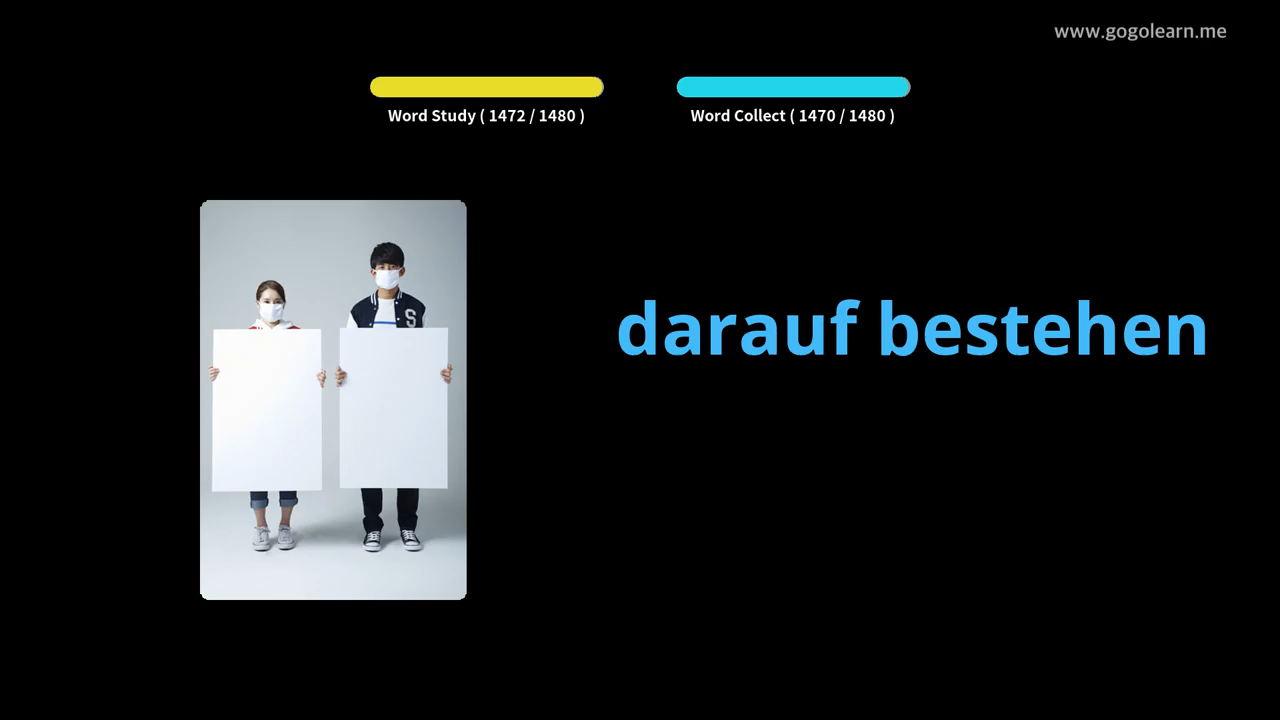 www.gogolearn.me
Word Study ( 1472 / 1480 )
Word Collect ( 1470 / 1480 )
S
darauf bestehen